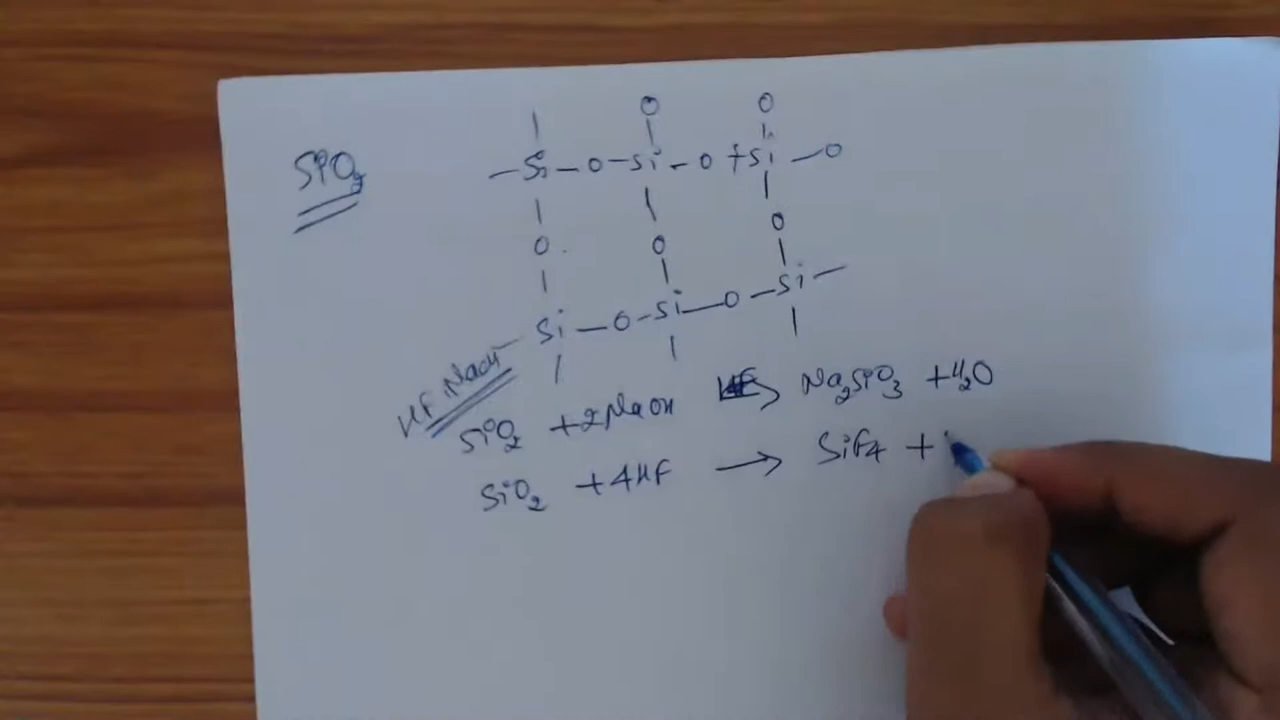 SiO2
O O
Si-O-Si-O+Si-O
O O O
Si-O-Si-O-Si
HF, NaOH
SiO2 +2NaOH → Na2SiO3 +H2O
SiO2 +4HF → SiF4 +